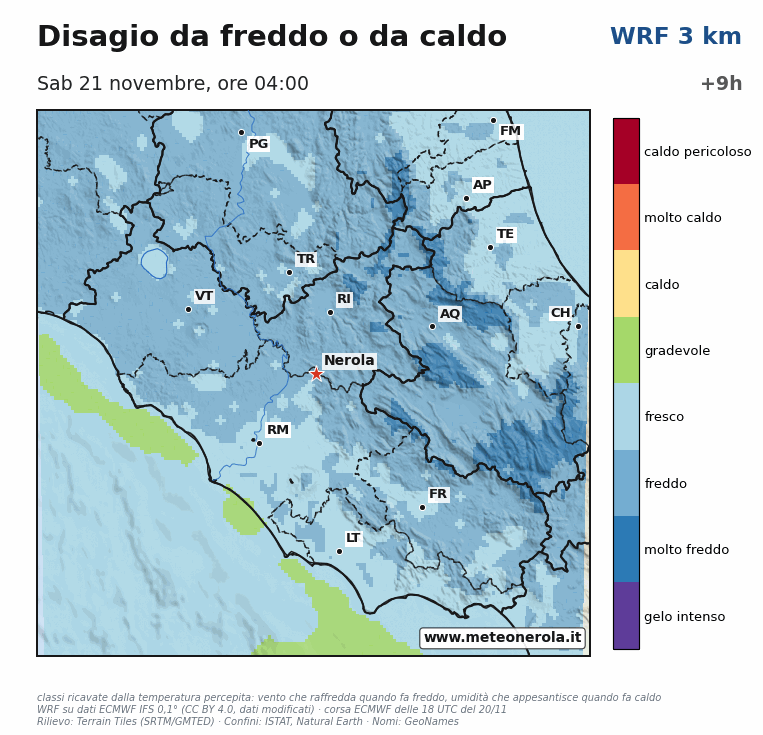 Disagio da freddo o da caldo
WRF 3 km
Sab 21 novembre, ore 04:00
+9h
FM
PG
AP
TE
TR
VT
RI
AQ
CH
Nerola
RM
FR
LT
www.meteonerola.it
caldo pericoloso
molto caldo
caldo
gradevole
fresco
freddo
molto freddo
gelo intenso
classi ricavate dalla temperatura percepita: vento che raffredda quando fa freddo, umidità che appesantisce quando fa caldo
WRF su dati ECMWF IFS 0,1° (CC BY 4.0, dati modificati) · corsa ECMWF delle 18 UTC del 20/11
Rilievo: Terrain Tiles (SRTM/GMTED) · Confini: ISTAT, Natural Earth · Nomi: GeoNames